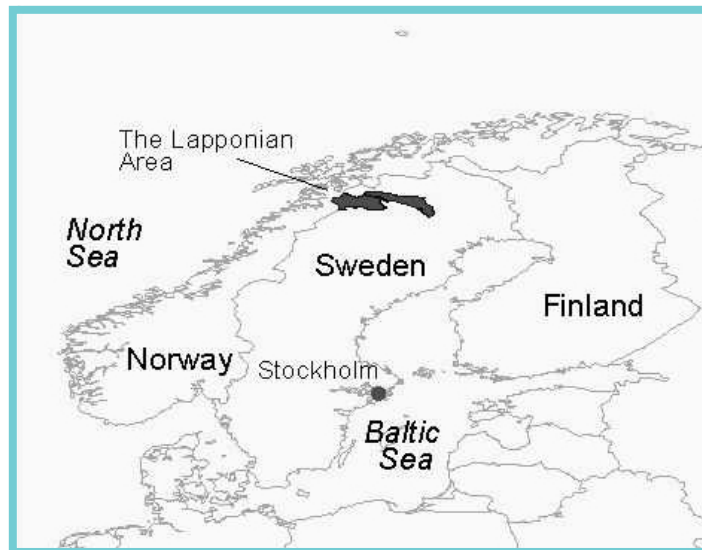 The Lapponian
Area
North
Sea
Sweden
Finland
Norway
Stockholm
Baltic
Sea